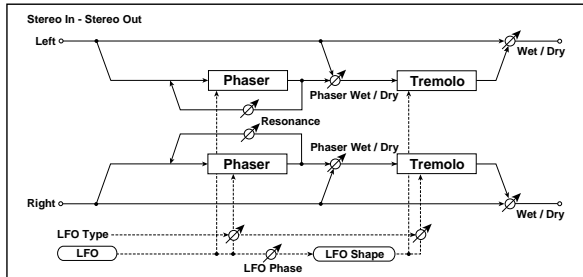 Stereo In - Stereo Out
Left
Wet / Dry
Phaser
Tremolo
Phaser Wet / Dry
Resonance
Phaser Wet / Dry
Phaser
Tremolo
Right
Wet / Dry
LFO Type
LFO
LFO Shape
LFO Phase